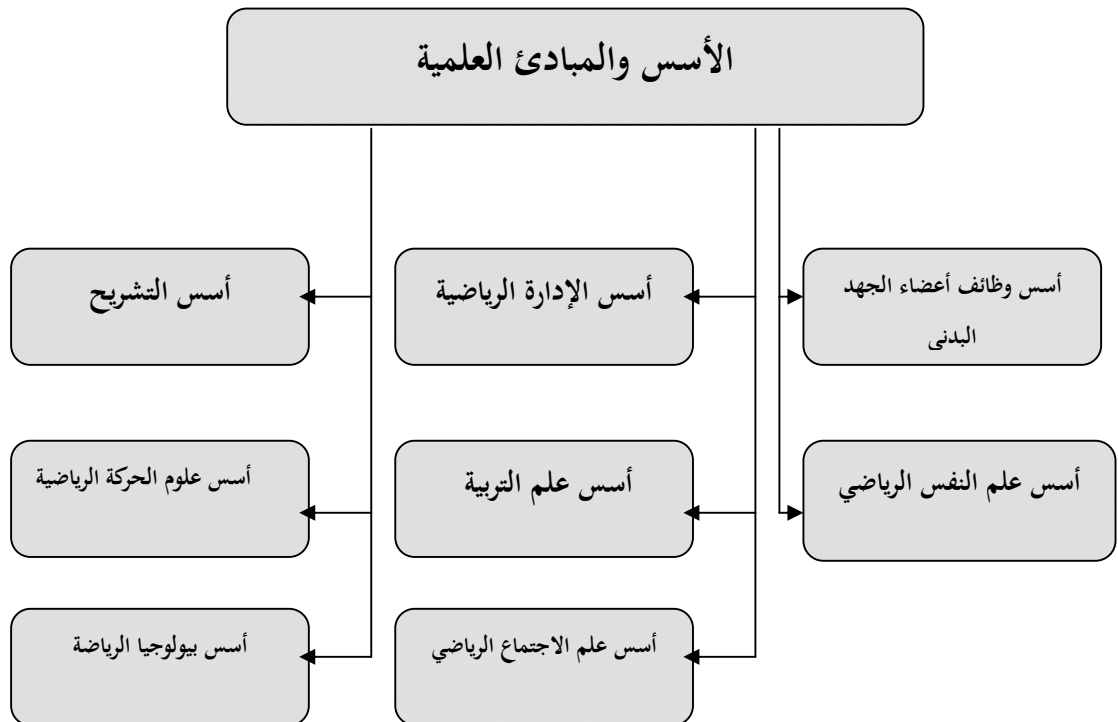 الأسس والمبادئ العلمية
أسس وظائف أعضاء الجهد
البدني
أسس الإدارة الرياضية
أسس التشريح
أسس علم النفس الرياضي
أسس علم التربية
أسس علوم الحركة الرياضية
أسس علم الاجتماع الرياضي
أسس بيولوجيا الرياضة